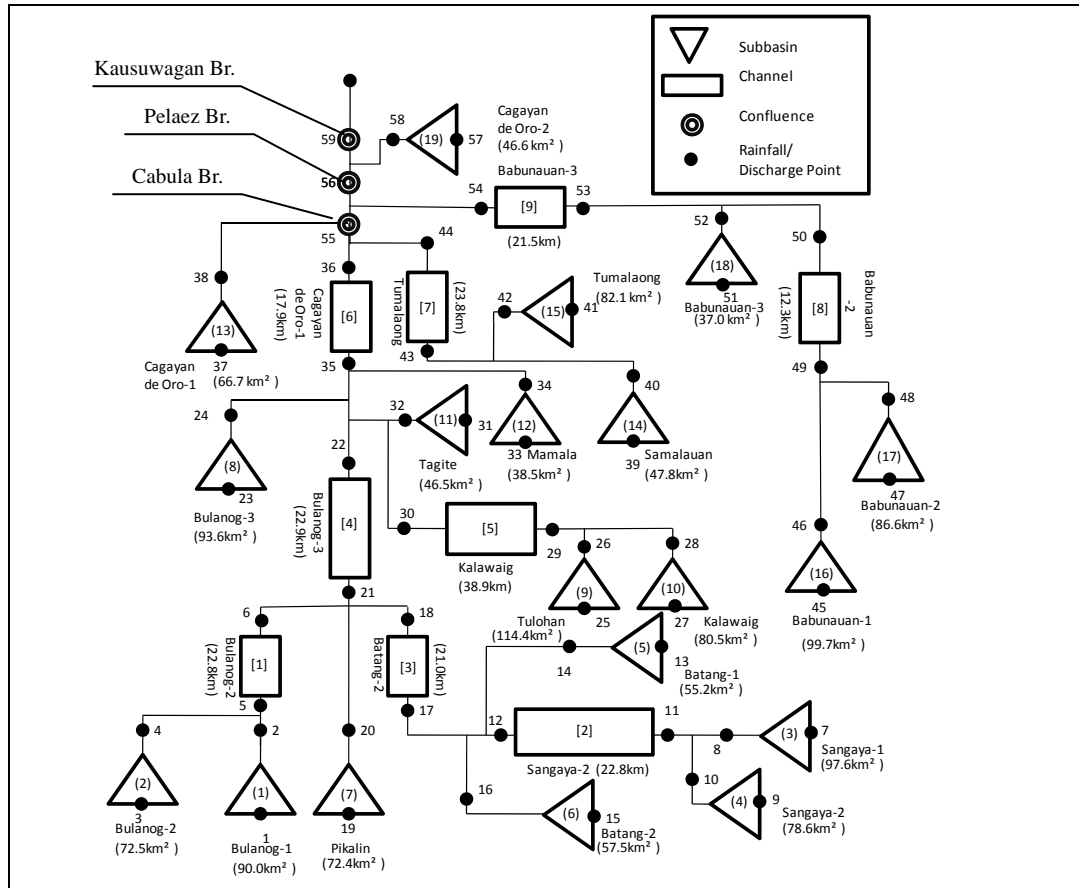 Kausuwagan Br.
Pelaez Br.
Cabula Br.
Subbasin
Channel
Confluence
Rainfall/
Discharge Point
59
58
(19)
57
Cagayan
de Oro-2
(46.6 km²)
56
54
Babunauan-3
[9]
53
(21.5km)
55
44
52
(18)
51
Babunauan-3
(37.0 km²)
50
[8]
(12.3km)
Babunauan
-2
38
(13)
37
Cagayan
de Oro-1
(66.7 km²)
36
[6]
Cagayan
de Oro-1
(17.9km)
35
[7]
Tumalaong
(23.8km)
43
42
(15)
41
Tumalaong
(82.1 km²)
49
48
(17)
47
Babunauan-2
(86.6km²)
24
(8)
23
Bulanog-3
(93.6km²)
32
(11)
31
Tagite
(46.5km²)
34
(12)
33 Mamala
(38.5km²)
40
(14)
39
Samalauan
(47.8km²)
22
[4]
Bulanog-3
(22.9km)
21
30
[5]
29
Kalawaig
(38.9km)
26
(9)
25
Tulohan
(114.4km²)
28
(10)
27
Kalawaig
(80.5km²)
46
(16)
45
Babunauan-1
(99.7km²)
6
[1]
Bulanog-2
(22.8km)
5
18
[3]
Batang-2
(21.0km)
17
14
(5)
13
Batang-1
(55.2km²)
12
[2]
11
Sangaya-2 (22.8km)
8
(3)
7
Sangaya-1
(97.6km²)
10
(4)
9
Sangaya-2
(78.6km²)
16
(6)
15
Batang-2
(57.5km²)
4
(2)
3
Bulanog-2
(72.5km²)
2
(1)
1
Bulanog-1
(90.0km²)
20
(7)
19
Pikalin
(72.4km²)